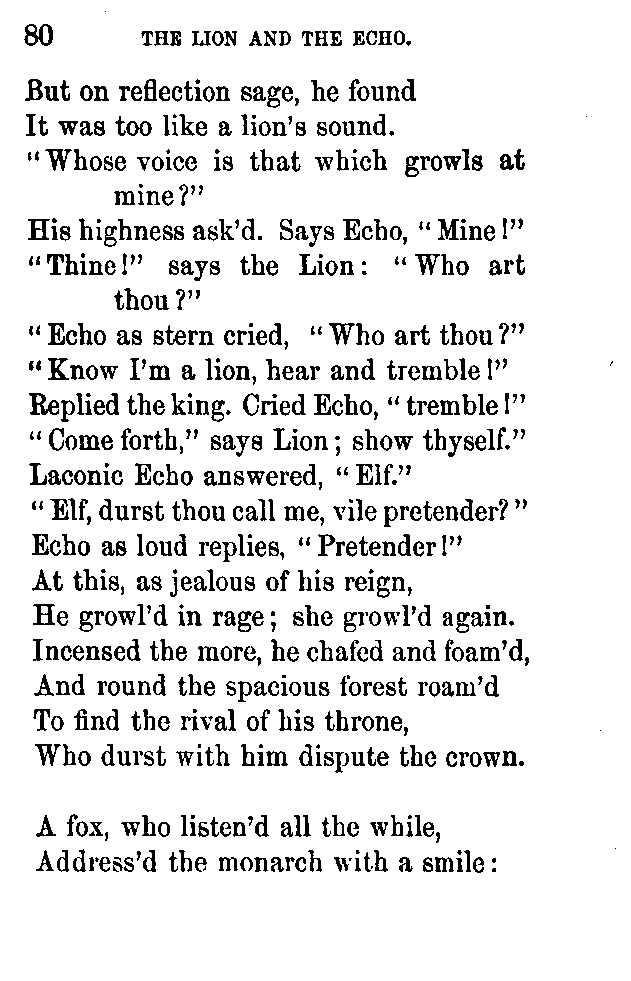 80 THE LION AND THE ECHO.
But on reflection sage, he found
It was too like a lion's sound.
"Whose voice is that which growls at
mine?"
His highness ask'd. Says Echo, "Mine!"
"Thine!" says the Lion: "Who art
thou?"
"Echo as stern cried, "Who art thou?"
"Know I'm a lion, hear and tremble!"
Replied the king. Cried Echo, "tremble!"
"Come forth," says Lion; show thyself."
Laconic Echo answered, "Elf."
"Elf, durst thou call me, vile pretender?"
Echo as loud replies, "Pretender!"
At this, as jealous of his reign,
He growl'd in rage; she growl'd again.
Incensed the more, he chafed and foam'd,
And round the spacious forest roam'd
To find the rival of his throne,
Who durst with him dispute the crown.
A fox, who listen'd all the while,
Address'd the monarch with a smile: